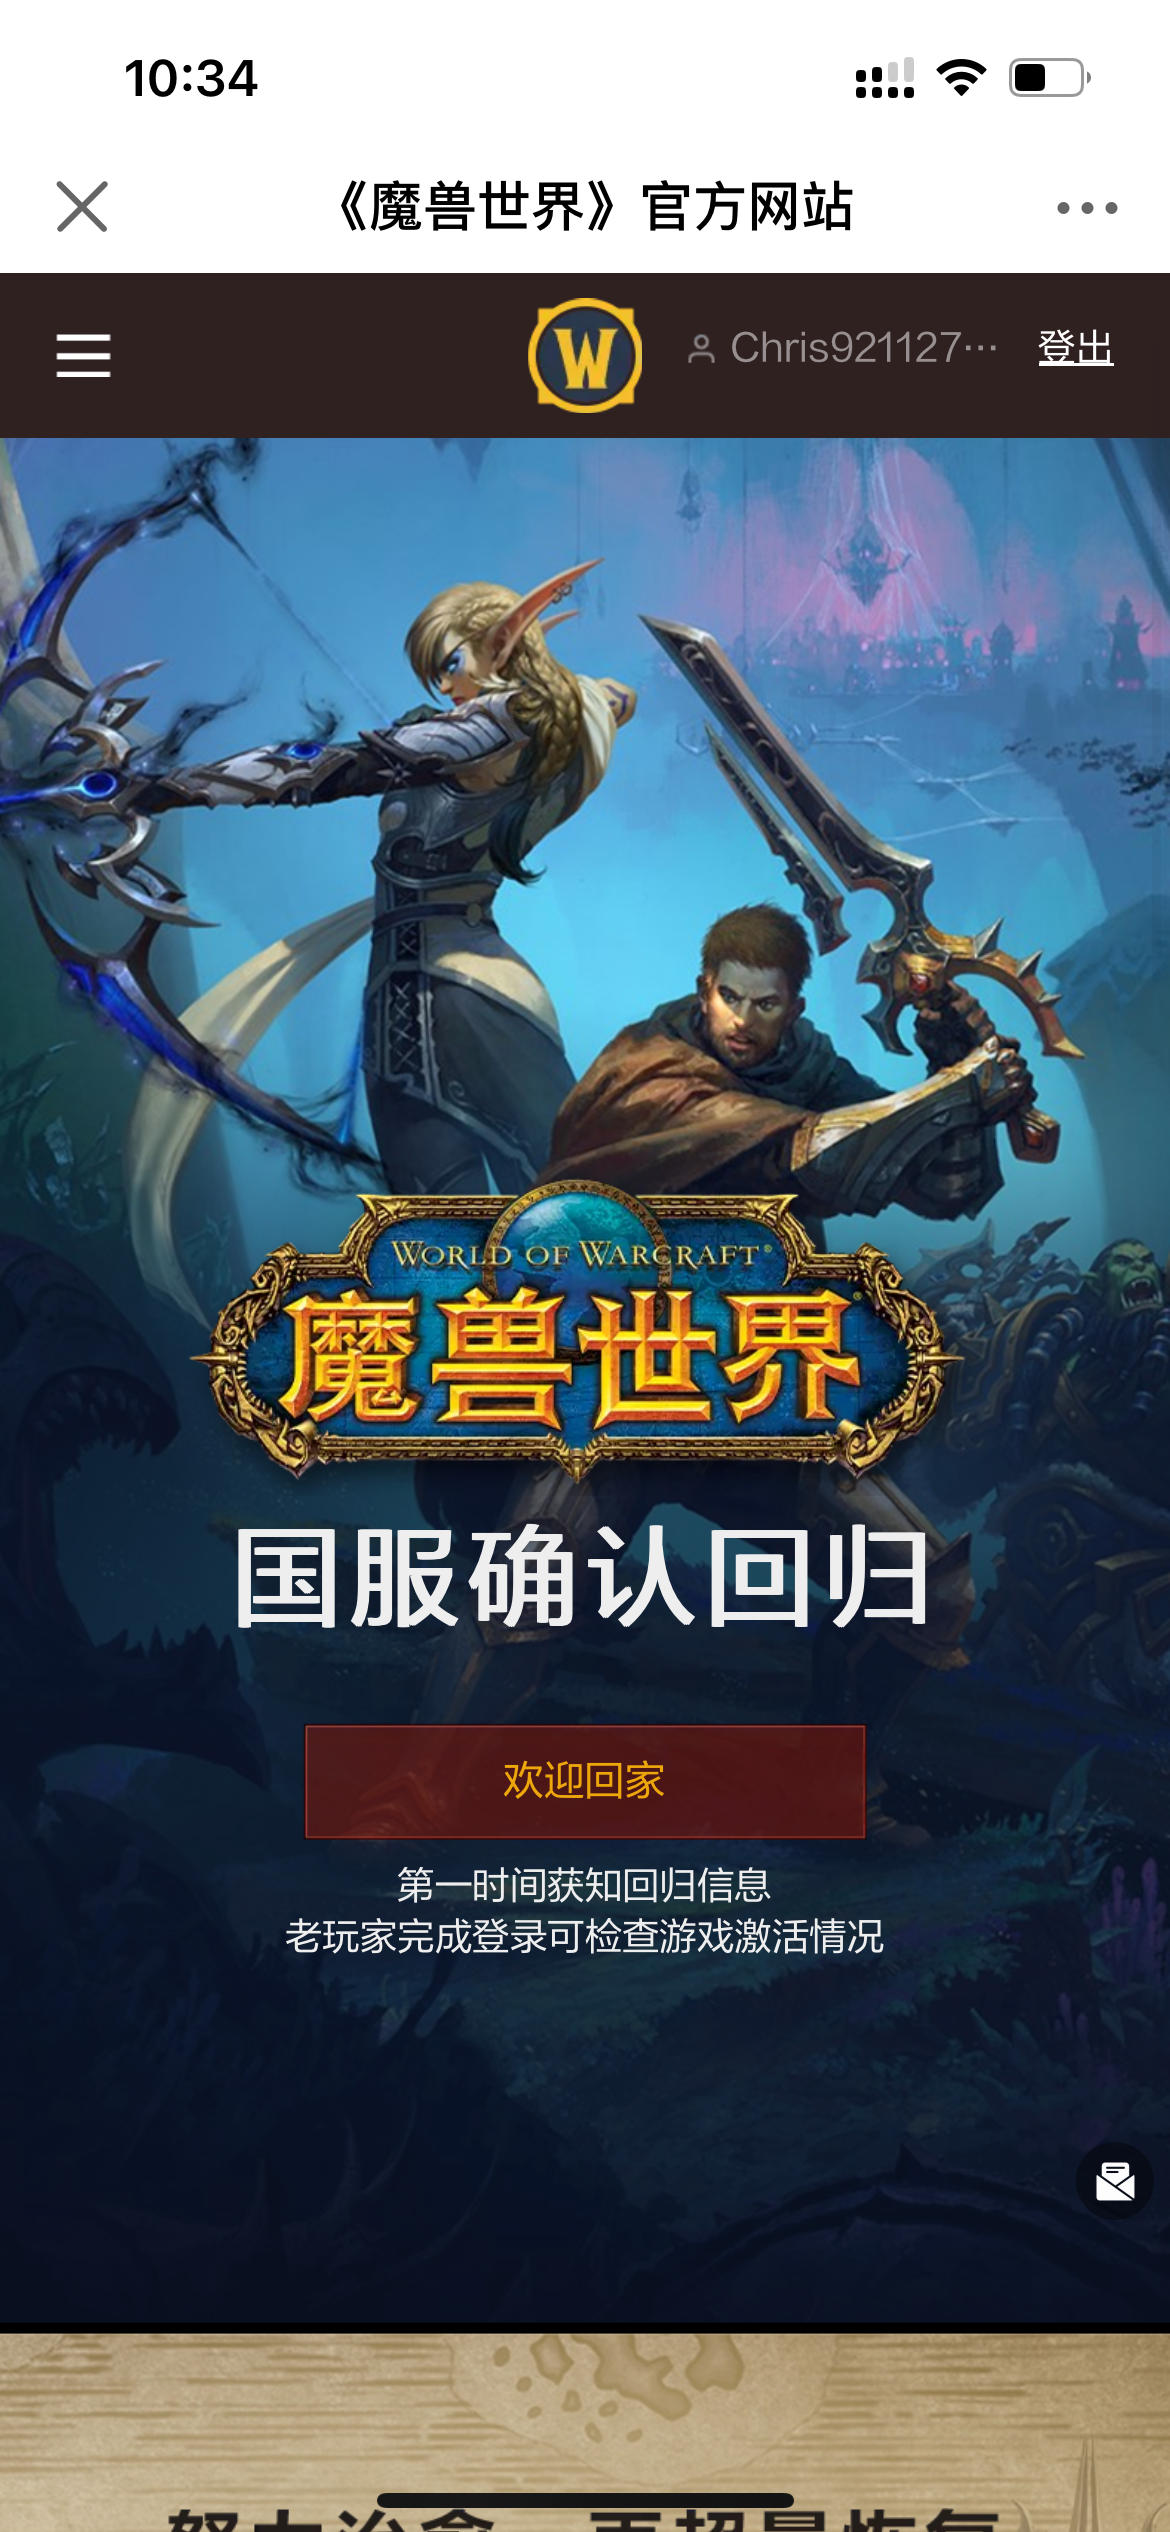 10:34
《魔兽世界》官方网站
W
Chris921127··· 登出
WORLD OF WARCRAFT®
魔兽世界®
国服确认回归
欢迎回家
第一时间获知回归信息
老玩家完成登录可检查游戏激活情况